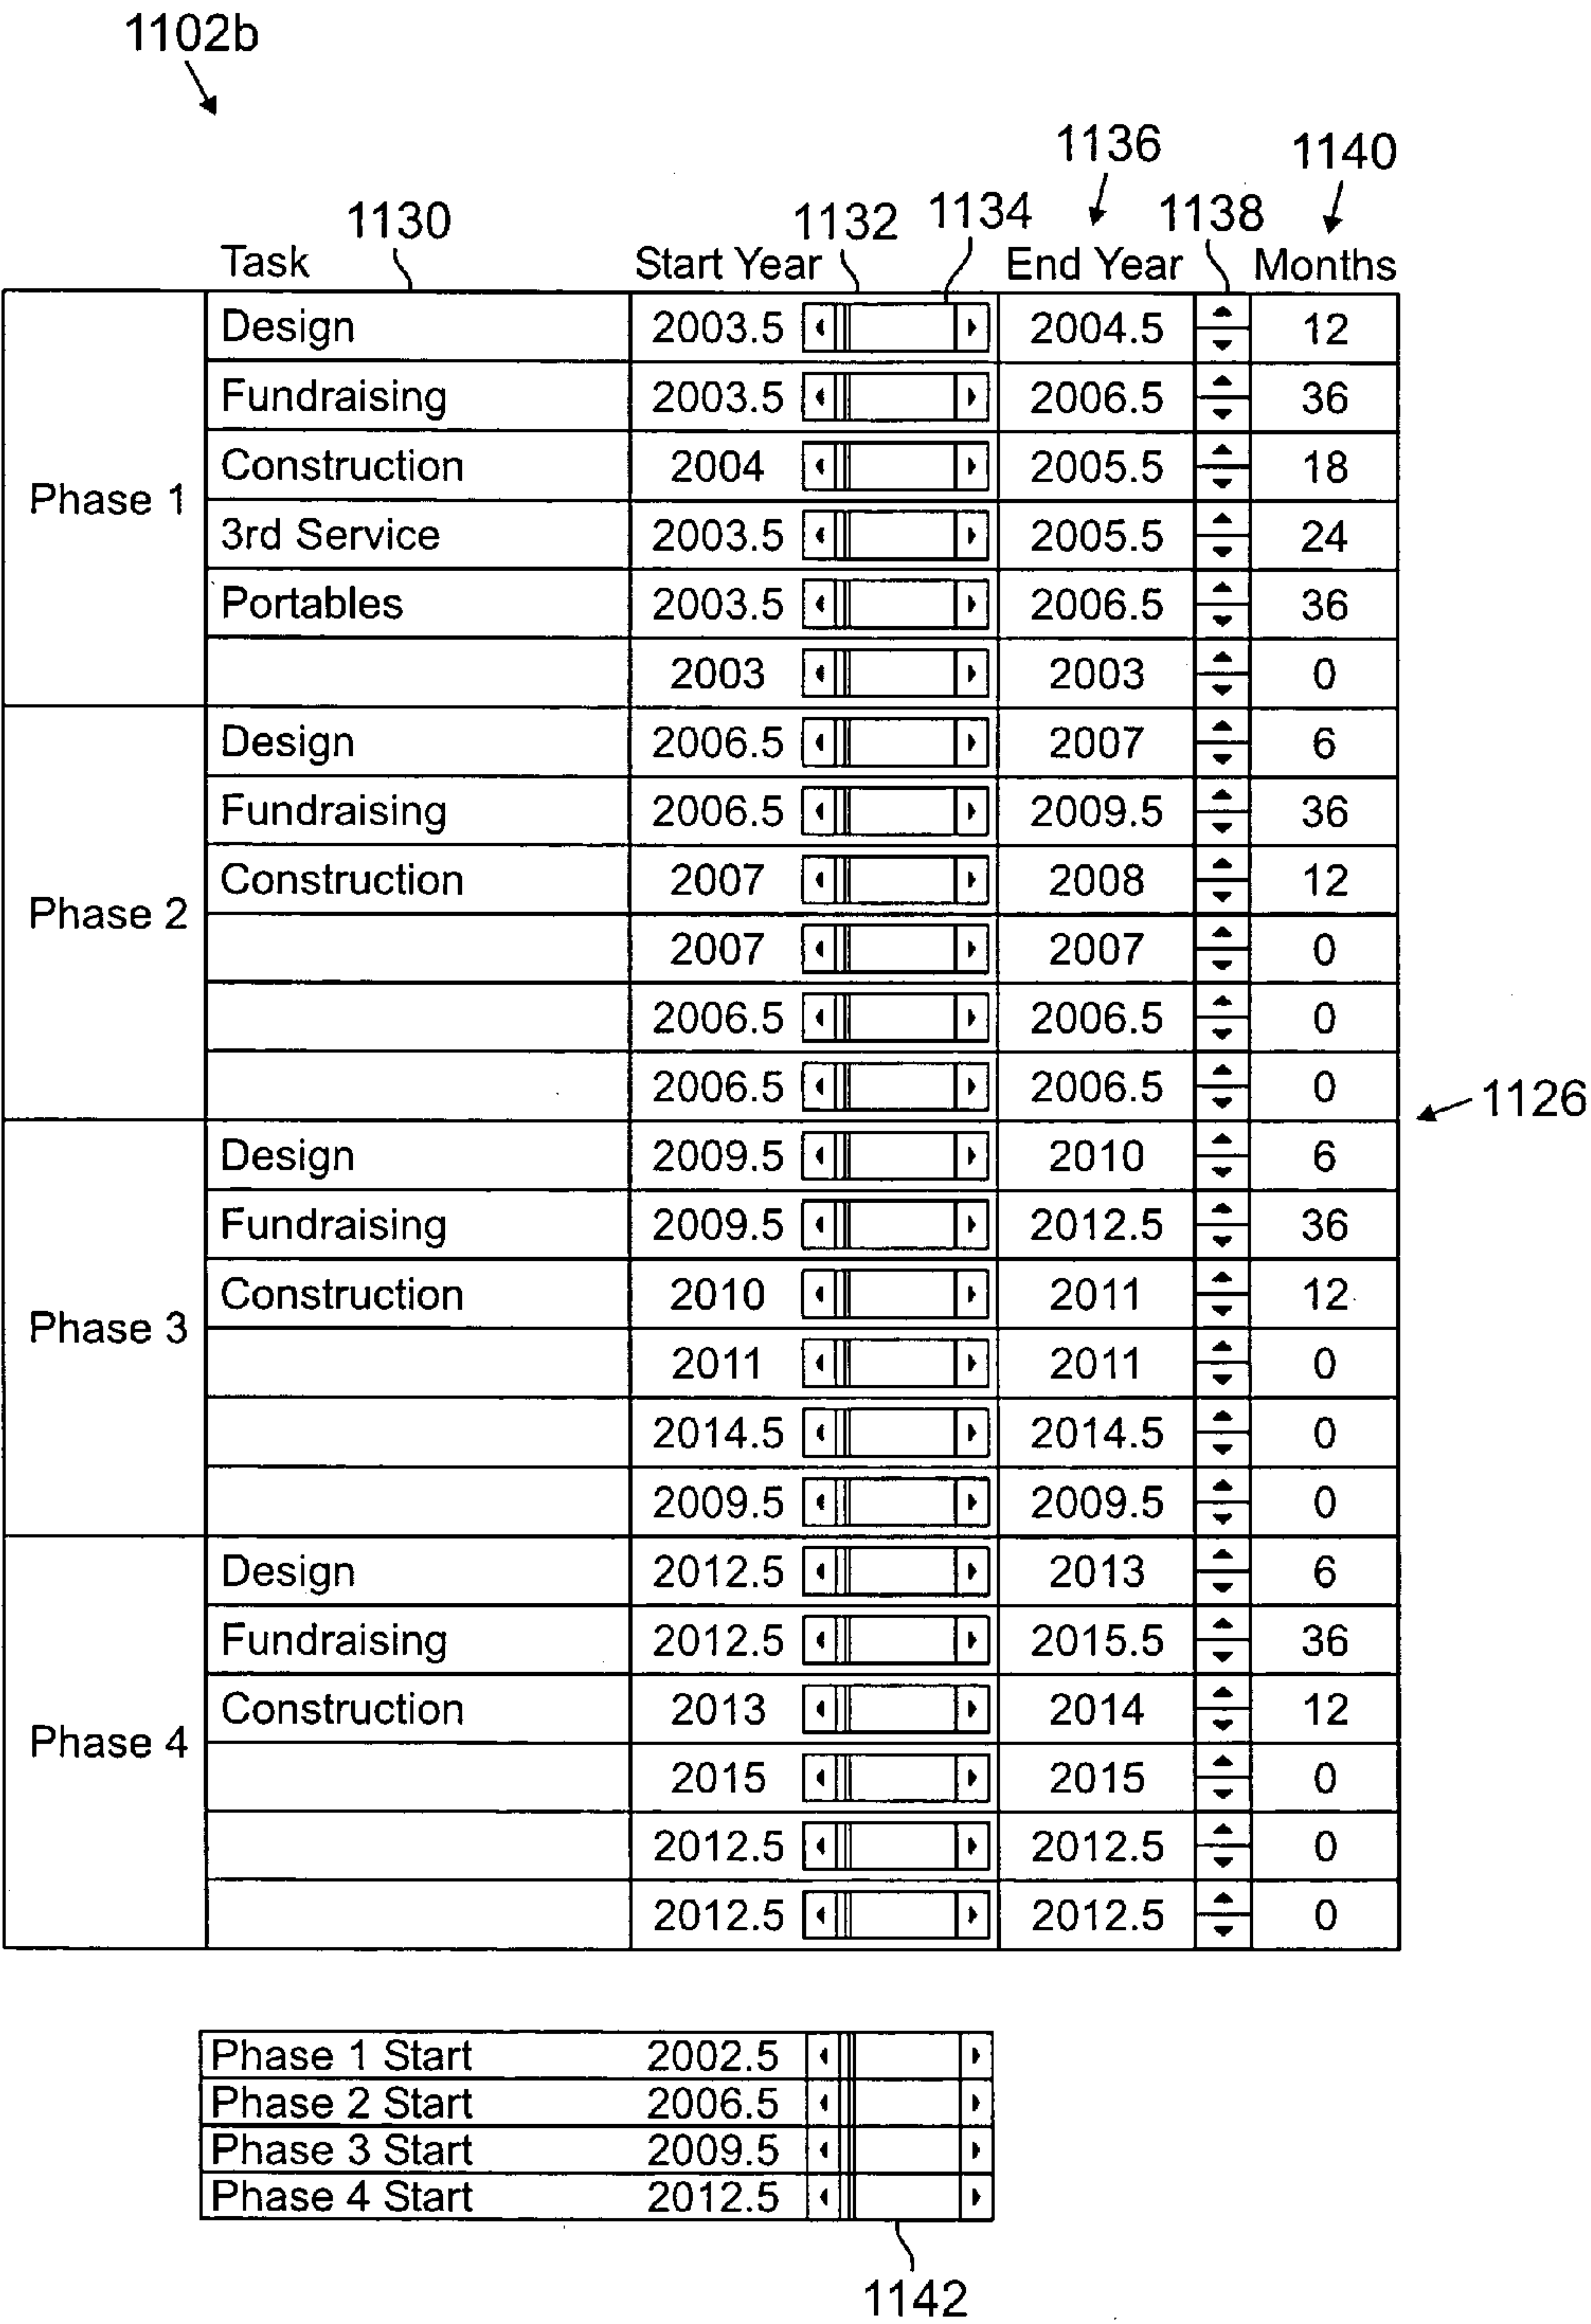 1102b
1136
1140
1130
1132
1134
1138
Task Start Year End Year Months
Design 2003.5 2004.5 12
Fundraising 2003.5 2006.5 36
Construction 2004 2005.5 18
Phase 1
3rd Service 2003.5 2005.5 24
Portables 2003.5 2006.5 36
2003 2003 0
Design 2006.5 2007 6
Fundraising 2006.5 2009.5 36
Construction 2007 2008 12
Phase 2
2007 2007 0
2006.5 2006.5 0
2006.5 2006.5 0
1126
Design 2009.5 2010 6
Fundraising 2009.5 2012.5 36
Construction 2010 2011 12
Phase 3
2011 2011 0
2014.5 2014.5 0
2009.5 2009.5 0
Design 2012.5 2013 6
Fundraising 2012.5 2015.5 36
Construction 2013 2014 12
Phase 4
2015 2015 0
2012.5 2012.5 0
2012.5 2012.5 0
Phase 1 Start 2002.5
Phase 2 Start 2006.5
Phase 3 Start 2009.5
Phase 4 Start 2012.5
1142